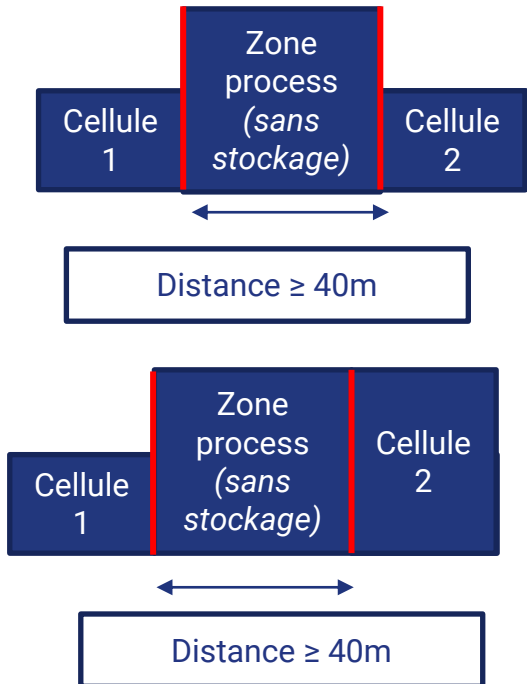 Zone
process
(sans
stockage)
Cellule
1
Cellule
2
Distance ≥ 40m
Zone
process
(sans
stockage)
Cellule
2
Cellule
1
Distance ≥ 40m